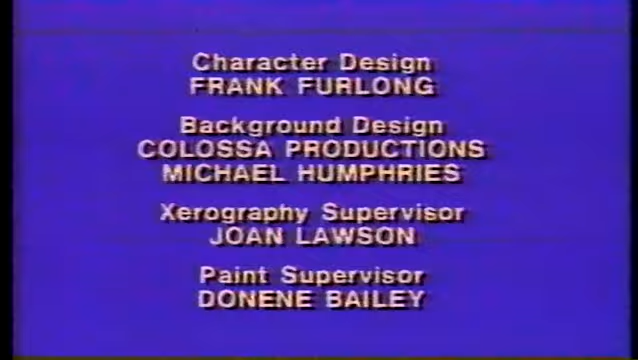 Character Design
FRANK FURLONG
Background Design
COLOSSA PRODUCTIONS
MICHAEL HUMPHRIES
Xerography Supervisor
JOAN LAWSON
Paint Supervisor
DONENE BAILEY